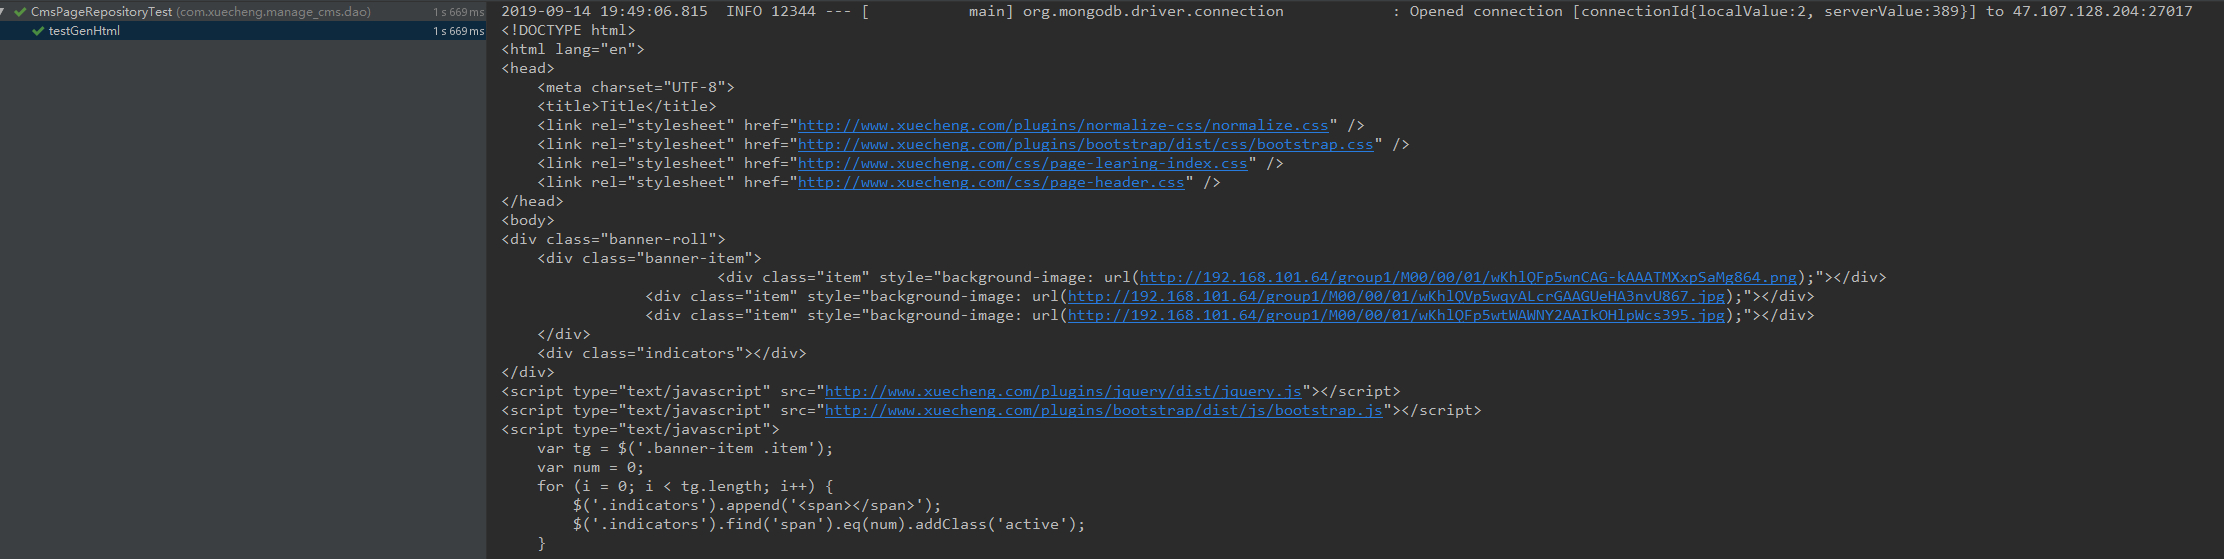 CmsPageRepositoryTest (com.xuecheng.manage_cms.dao) 1 s 669 ms
testGenHtml 1 s 669 ms
2019-09-14 19:49:06.815  INFO 12344 --- [           main] org.mongodb.driver.connection            : Opened connection [connectionId{localValue:2, serverValue:389}] to 47.107.128.204:27017
<!DOCTYPE html>
<html lang="en">
<head>
    <meta charset="UTF-8">
    <title>Title</title>
    <link rel="stylesheet" href="http://www.xuecheng.com/plugins/normalize-css/normalize.css" />
    <link rel="stylesheet" href="http://www.xuecheng.com/plugins/bootstrap/dist/css/bootstrap.css" />
    <link rel="stylesheet" href="http://www.xuecheng.com/css/page-learing-index.css" />
    <link rel="stylesheet" href="http://www.xuecheng.com/css/page-header.css" />
</head>
<body>
<div class="banner-roll">
    <div class="banner-item">
                        <div class="item" style="background-image: url(http://192.168.101.64/group1/M00/00/01/wKhlQFp5wnCAG-kAAATMXxpSaMg864.png);"></div>
                <div class="item" style="background-image: url(http://192.168.101.64/group1/M00/00/01/wKhlQVp5wqyALcrGAAGUeHA3nvU867.jpg);"></div>
                <div class="item" style="background-image: url(http://192.168.101.64/group1/M00/00/01/wKhlQFp5wtWAWNY2AAIkOHlpWcs395.jpg);"></div>
    </div>
    <div class="indicators"></div>
</div>
<script type="text/javascript" src="http://www.xuecheng.com/plugins/jquery/dist/jquery.js"></script>
<script type="text/javascript" src="http://www.xuecheng.com/plugins/bootstrap/dist/js/bootstrap.js"></script>
<script type="text/javascript">
    var tg = $('.banner-item .item');
    var num = 0;
    for (i = 0; i < tg.length; i++) {
        $('.indicators').append('<span></span>');
        $('.indicators').find('span').eq(num).addClass('active');
    }